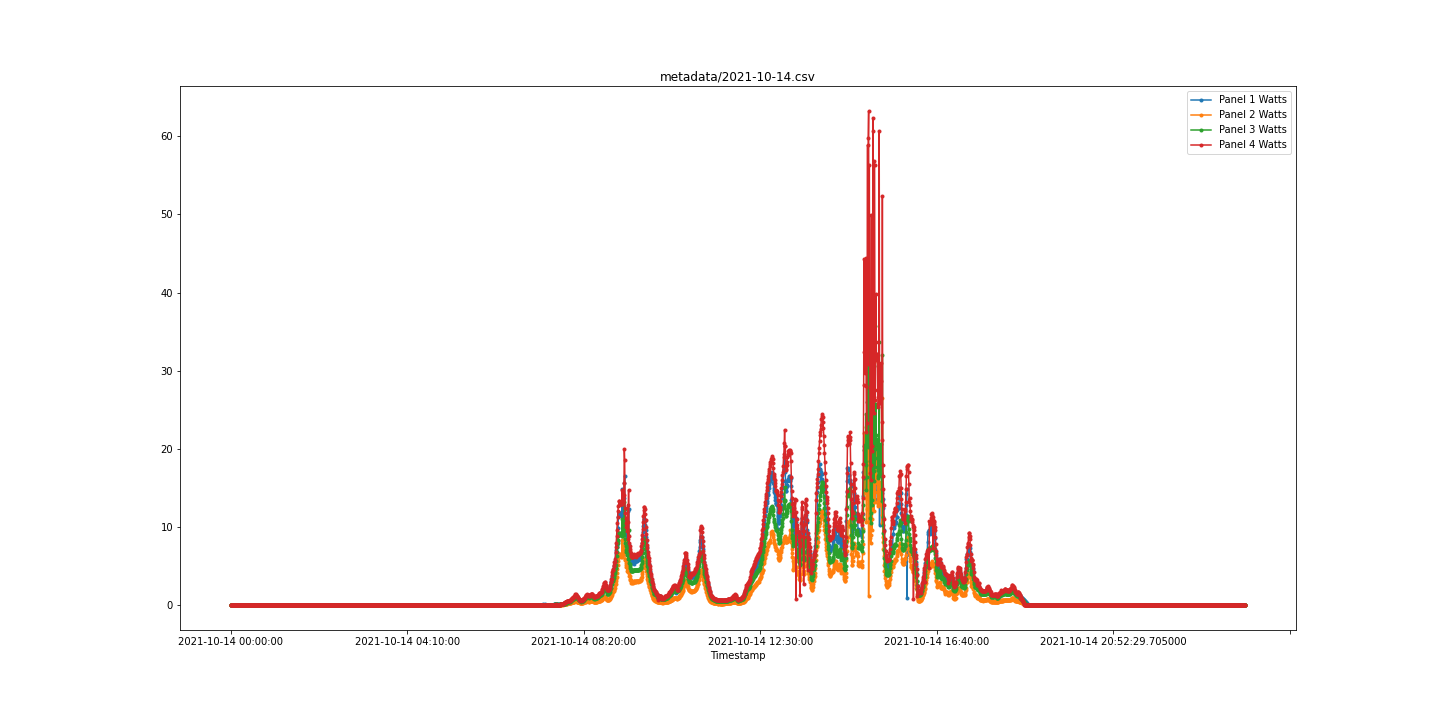 metadata/2021-10-14.csv
Panel 1 Watts
Panel 2 Watts
Panel 3 Watts
Panel 4 Watts
60
50
40
30
20
10
0
2021-10-14 00:00:00
2021-10-14 04:10:00
2021-10-14 08:20:00
2021-10-14 12:30:00
2021-10-14 16:40:00
2021-10-14 20:52:29.705000
Timestamp